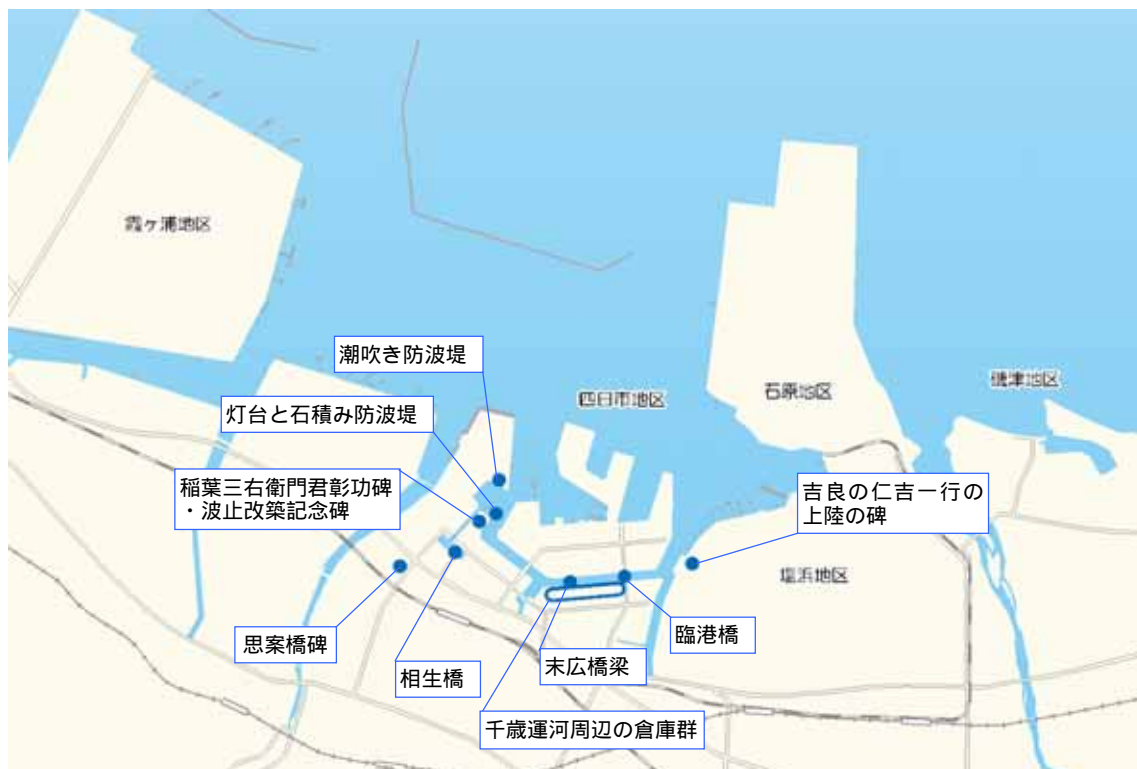 霞ヶ浦地区
潮吹き防波堤
四日市地区
石原地区
磯津地区
灯台と石積み防波堤
稲葉三右衛門君彰功碑
・波止改築記念碑
吉良の仁吉一行の
上陸の碑
塩浜地区
思案橋碑
相生橋
末広橋梁
臨港橋
千歳運河周辺の倉庫群